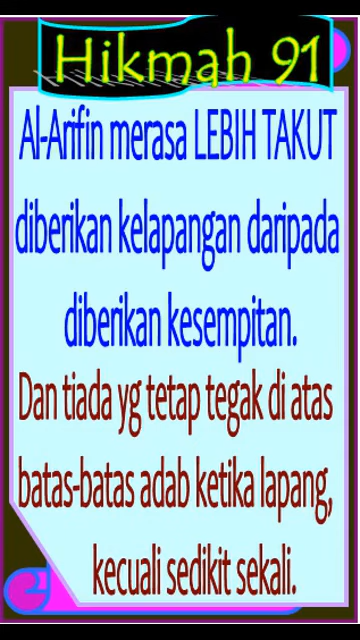 Hikmah 91
Al-Arifin merasa LEBIH TAKUT
diberikan kelapangan daripada
diberikan kesempitan.
Dan tiada yg tetap tegak di atas
batas-batas adab ketika lapang,
kecuali sedikit sekali.